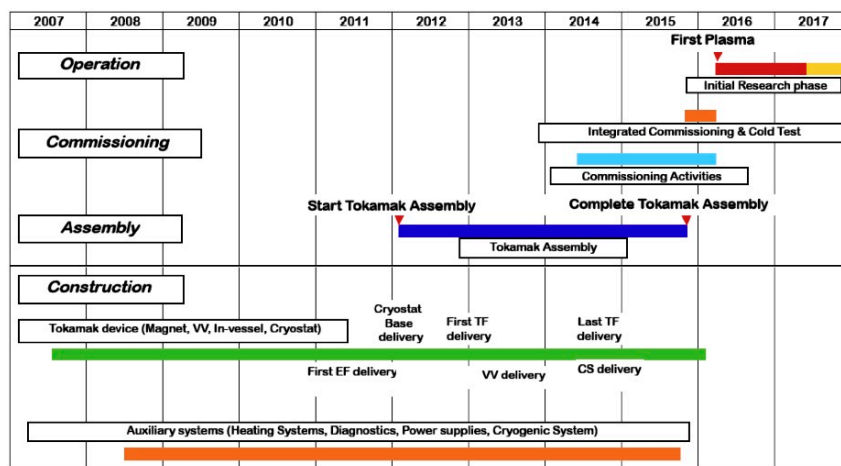 2007 2008 2009 2010 2011 2012 2013 2014 2015 2016 2017
First Plasma
Operation
Initial Research phase
Commissioning
Integrated Commissioning & Cold Test
Commissioning Activities
Start Tokamak Assembly
Complete Tokamak Assembly
Assembly
Tokamak Assembly
Construction
Tokamak device (Magnet, VV, In-vessel, Cryostat)
Cryostat
Base
delivery
First TF
delivery
Last TF
delivery
First EF delivery
VV delivery
CS delivery
Auxiliary systems (Heating Systems, Diagnostics, Power supplies, Cryogenic System)